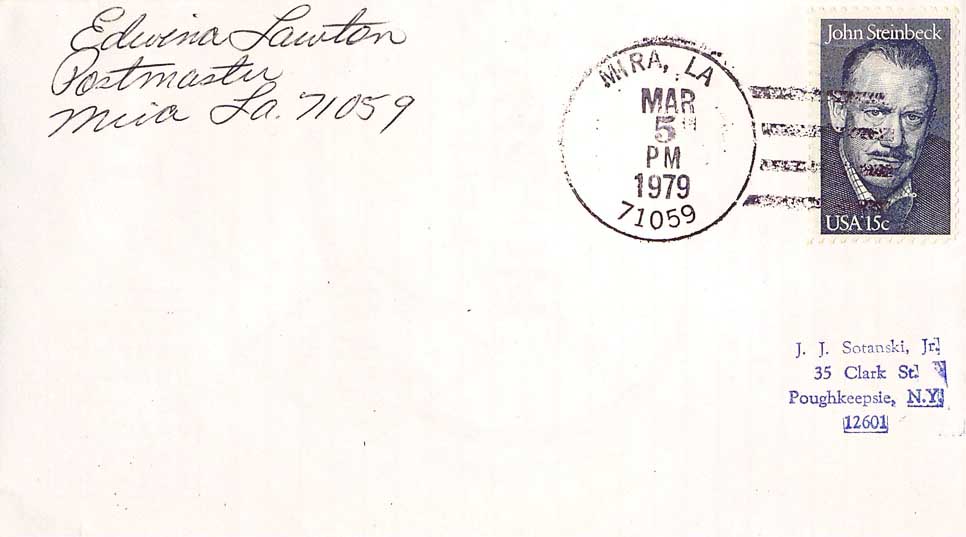 Edwina Lawton
Postmaster
Mira La. 71059
MIRA, LA
MAR
5
PM
1979
71059
John Steinbeck
USA 15c
J. J. Sotanski, Jr.
35 Clark St.
Poughkeepsie, N.Y.
12601